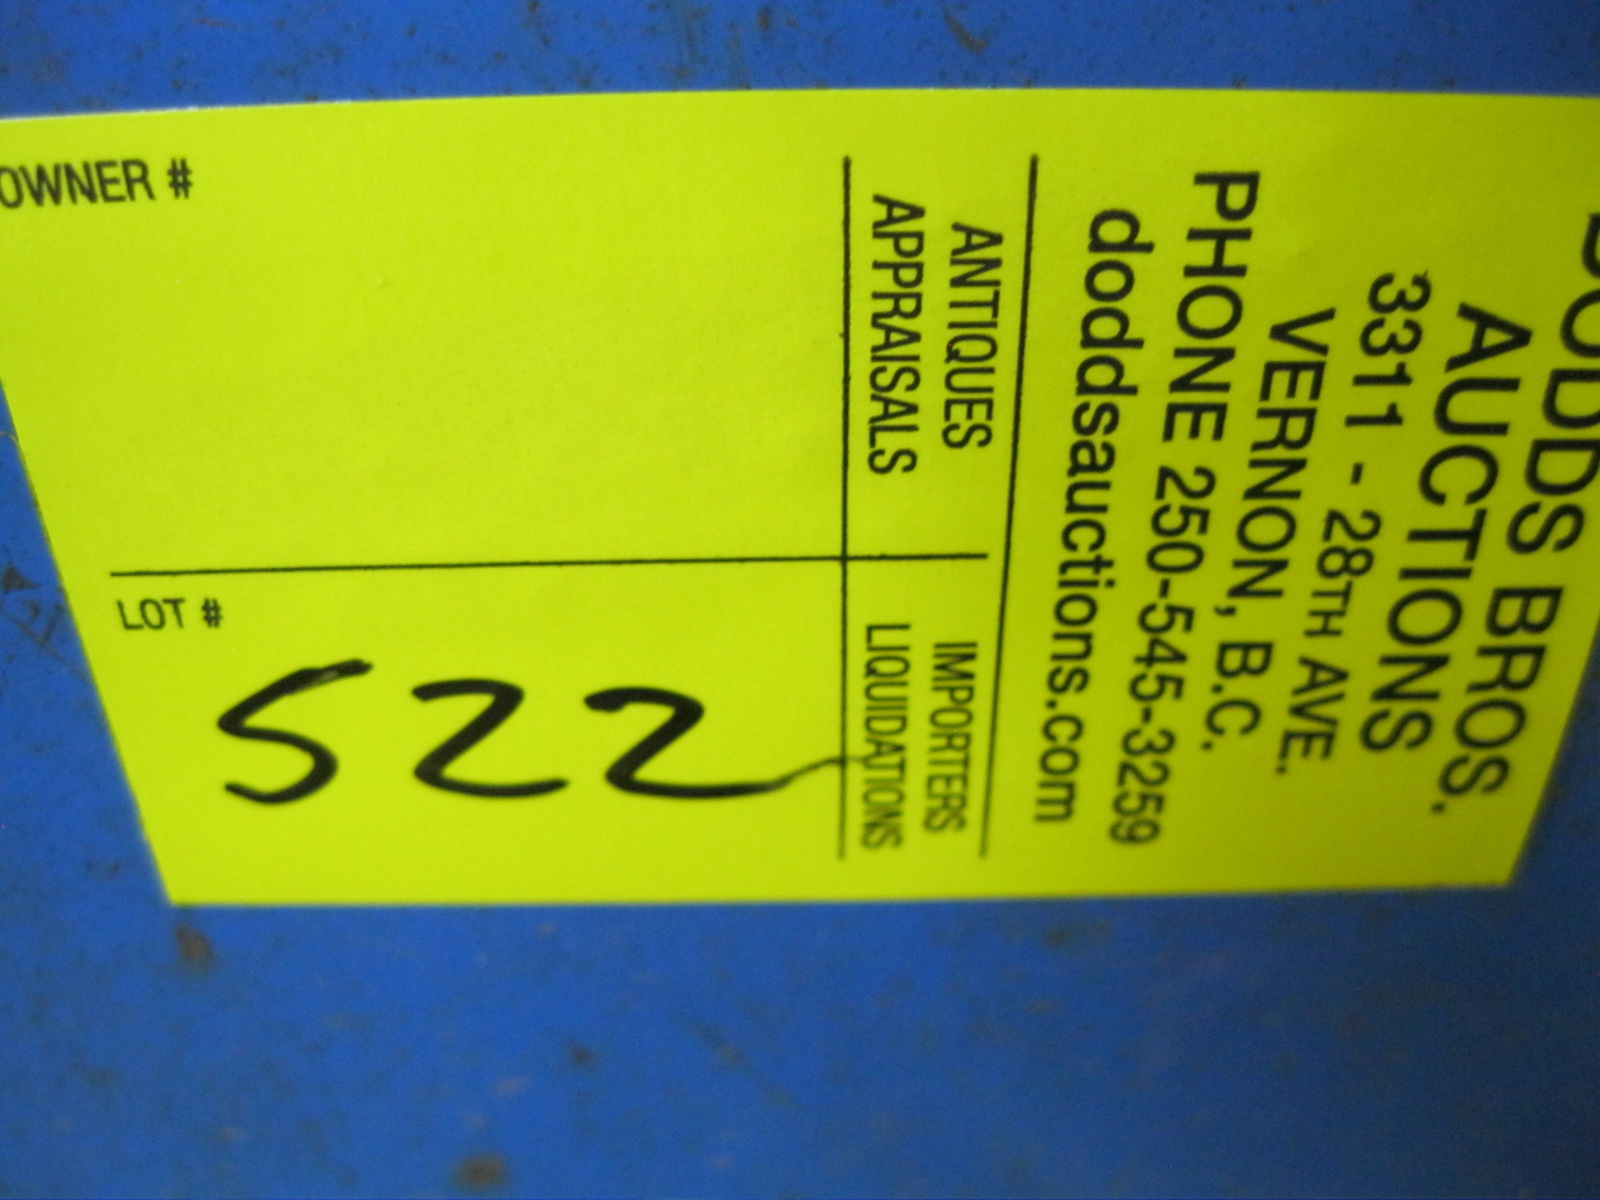 DODDS BROS.
AUCTIONS
3311 - 28TH AVE.
VERNON, B.C.
PHONE 250-545-3259
doddsauctions.com
ANTIQUES IMPORTERS
APPRAISALS LIQUIDATIONS
OWNER #
LOT #
522